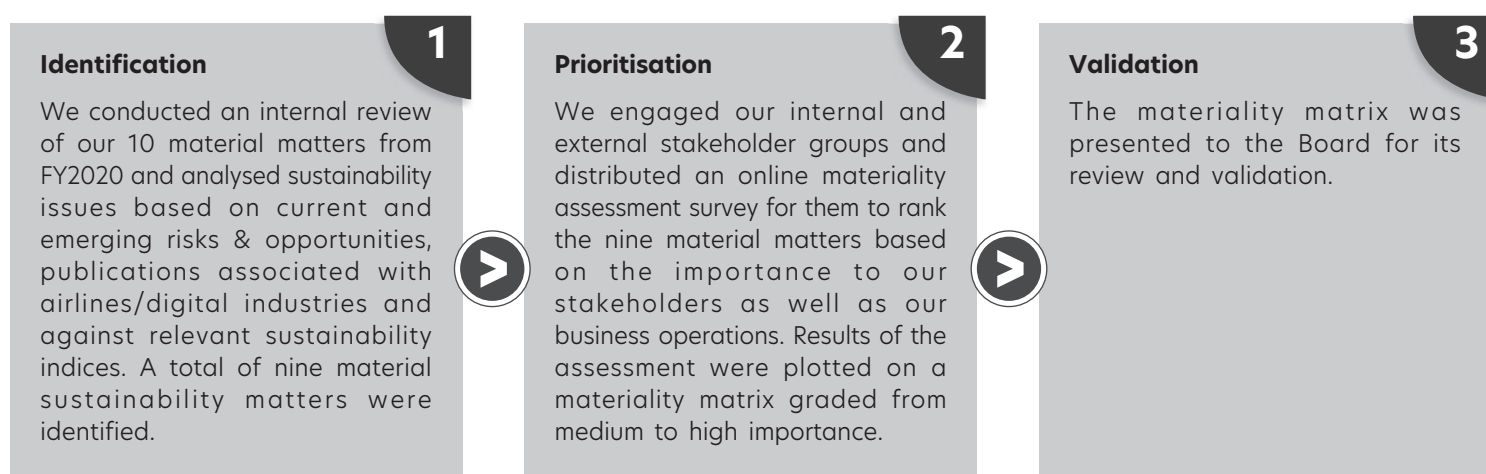 1
Identification
We conducted an internal review
of our 10 material matters from
FY2020 and analysed sustainability
issues based on current and
emerging risks & opportunities,
publications associated with
airlines/digital industries and
against relevant sustainability
indices. A total of nine material
sustainability matters were
identified.
>
2
Prioritisation
We engaged our internal and
external stakeholder groups and
distributed an online materiality
assessment survey for them to rank
the nine material matters based
on the importance to our
stakeholders as well as our
business operations. Results of the
assessment were plotted on a
materiality matrix graded from
medium to high importance.
>
3
Validation
The materiality matrix was
presented to the Board for its
review and validation.